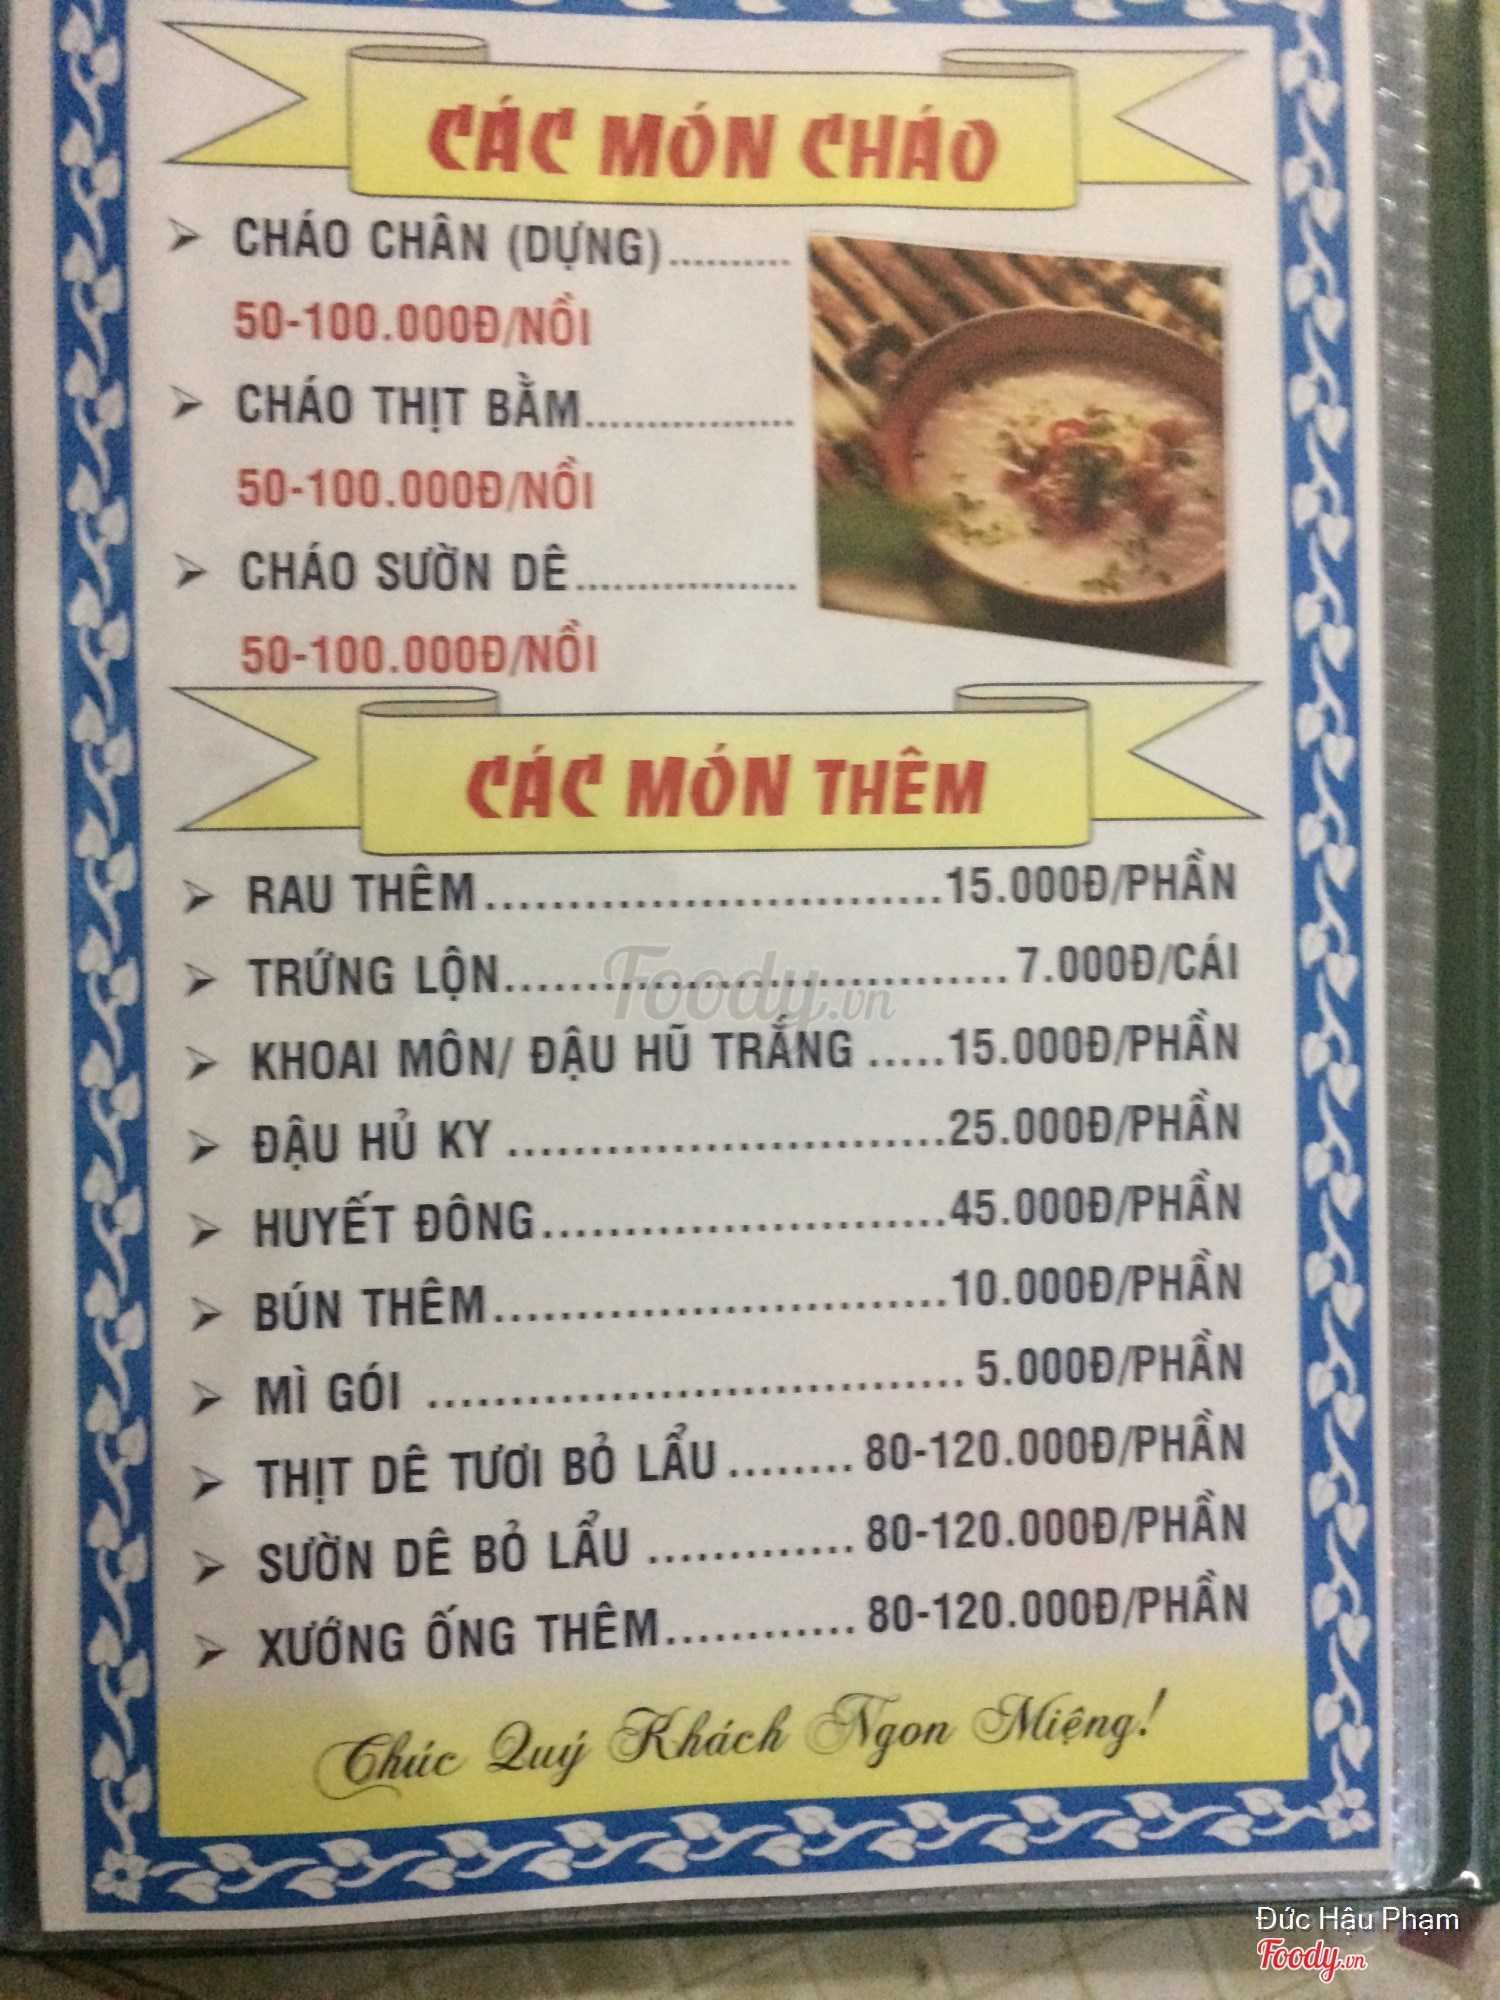 CÁC MÓN CHÁO
CHÁO CHÂN (DỰNG)..........
50-100.000Đ/NỒI
CHÁO THỊT BẰM.................
50-100.000Đ/NỒI
CHÁO SƯỜN DÊ..................
50-100.000Đ/NỒI
CÁC MÓN THÊM
RAU THÊM............................15.000Đ/PHẦN
TRỨNG LỘN............................... 7.000Đ/CÁI
KHOAI MÔN/ ĐẬU HŨ TRẮNG .....15.000Đ/PHẦN
ĐẬU HỦ KY ...........................25.000Đ/PHẦN
HUYẾT ĐÔNG.........................45.000Đ/PHẦN
BÚN THÊM............................10.000Đ/PHẦN
MÌ GÓI ................................. 5.000Đ/PHẦN
THỊT DÊ TƯƠI BỎ LẨU ........ 80-120.000Đ/PHẦN
SƯỜN DÊ BỎ LẨU ............. 80-120.000Đ/PHẦN
XƯỚNG ỐNG THÊM............ 80-120.000Đ/PHẦN
Chúc Quý Khách Ngon Miệng!
Foody.vn
Đức Hậu Phạm
Foody.vn